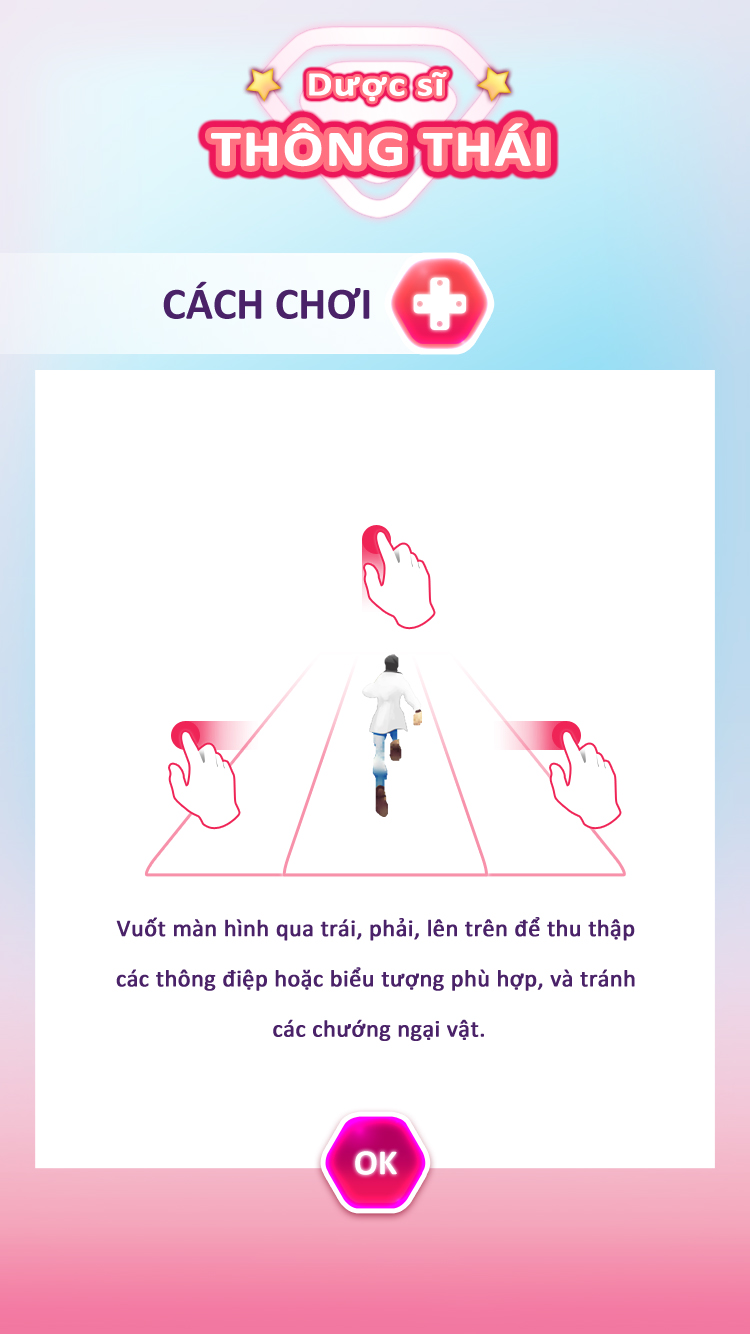 Dược sĩ
THÔNG THÁI
CÁCH CHƠI
Vuốt màn hình qua trái, phải, lên trên để thu thập
các thông điệp hoặc biểu tượng phù hợp, và tránh
các chướng ngại vật.
OK